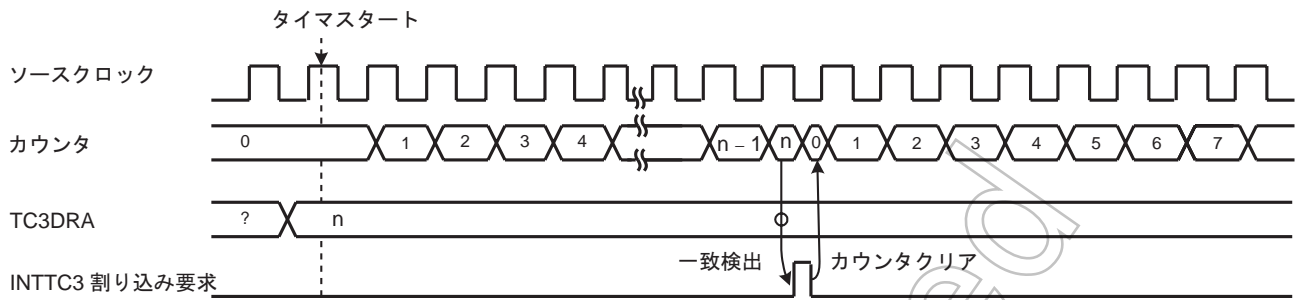 タイマスタート
ソースクロック
カウンタ 0 1 2 3 4 n – 1 n 0 1 2 3 4 5 6 7
TC3DRA ? n
一致検出 カウンタクリア
INTTC3 割り込み要求